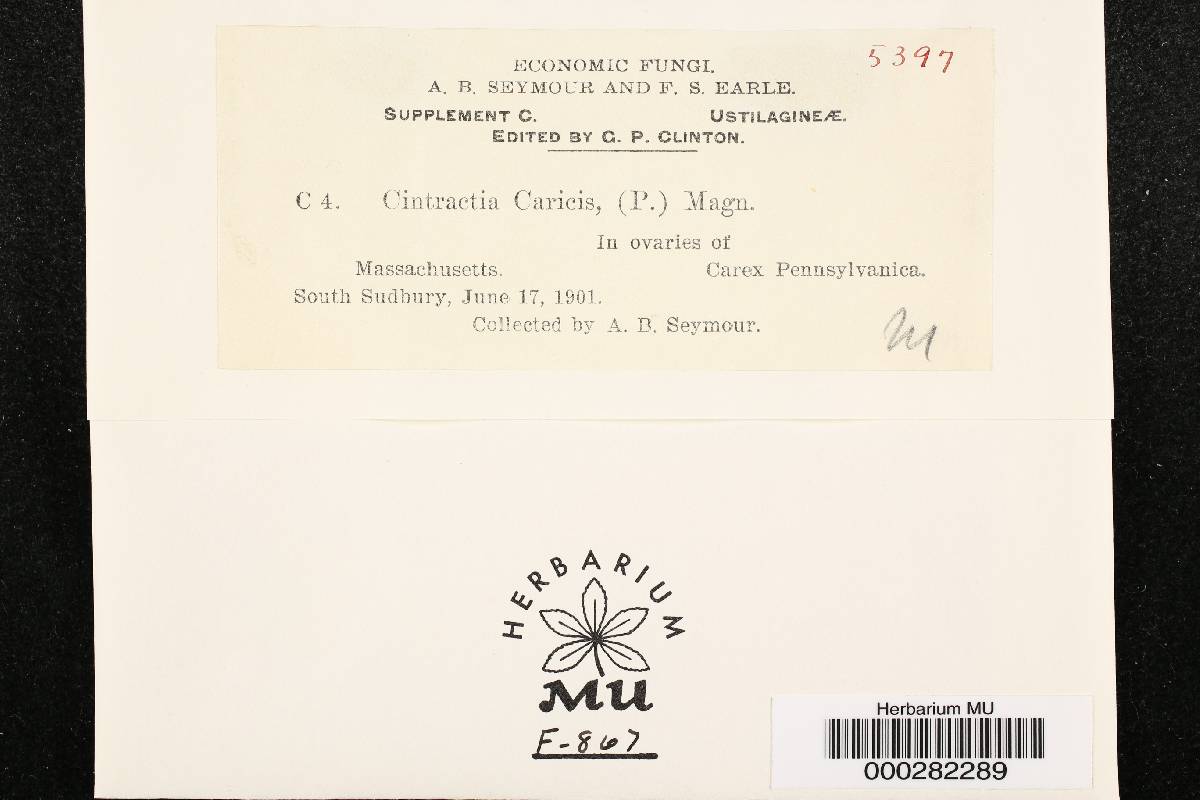 5397
ECONOMIC FUNGI.
A. B. SEYMOUR AND F. S. EARLE.
SUPPLEMENT C. USTILAGINEÆ.
EDITED BY G. P. CLINTON.
C 4. Cintractia Caricis, (P.) Magn.
In ovaries of
Massachusetts. Carex Pennsylvanica.
South Sudbury, June 17, 1901.
Collected by A. B. Seymour.
HERBARIUM
MU
F-867
Herbarium MU
000282289